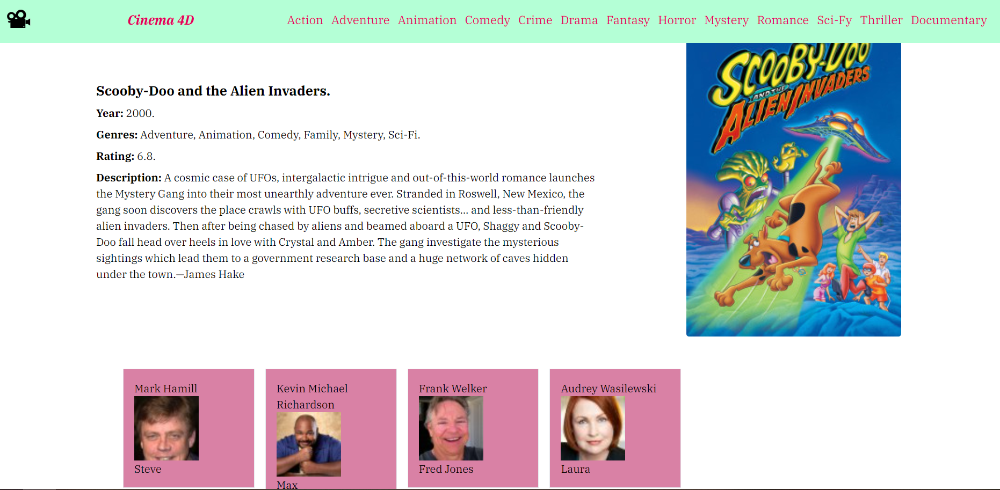 Cinema 4D
Action Adventure Animation Comedy Crime Drama Fantasy Horror Mystery Romance Sci-Fy Thriller Documentary
Scooby-Doo and the Alien Invaders.
Year: 2000.
Genres: Adventure, Animation, Comedy, Family, Mystery, Sci-Fi.
Rating: 6.8.
Description: A cosmic case of UFOs, intergalactic intrigue and out-of-this-world romance launches
the Mystery Gang into their most unearthly adventure ever. Stranded in Roswell, New Mexico, the
gang soon discovers the place crawls with UFO buffs, secretive scientists... and less-than-friendly
alien invaders. Then after being chased by aliens and beamed aboard a UFO, Shaggy and Scooby-
Doo fall head over heels in love with Crystal and Amber. The gang investigate the mysterious
sightings which lead them to a government research base and a huge network of caves hidden
under the town.—James Hake
SCOOBY-DOO
AND THE
ALIEN INVADERS
Mark Hamill
Steve
Kevin Michael
Richardson
Max
Frank Welker
Fred Jones
Audrey Wasilewski
Laura